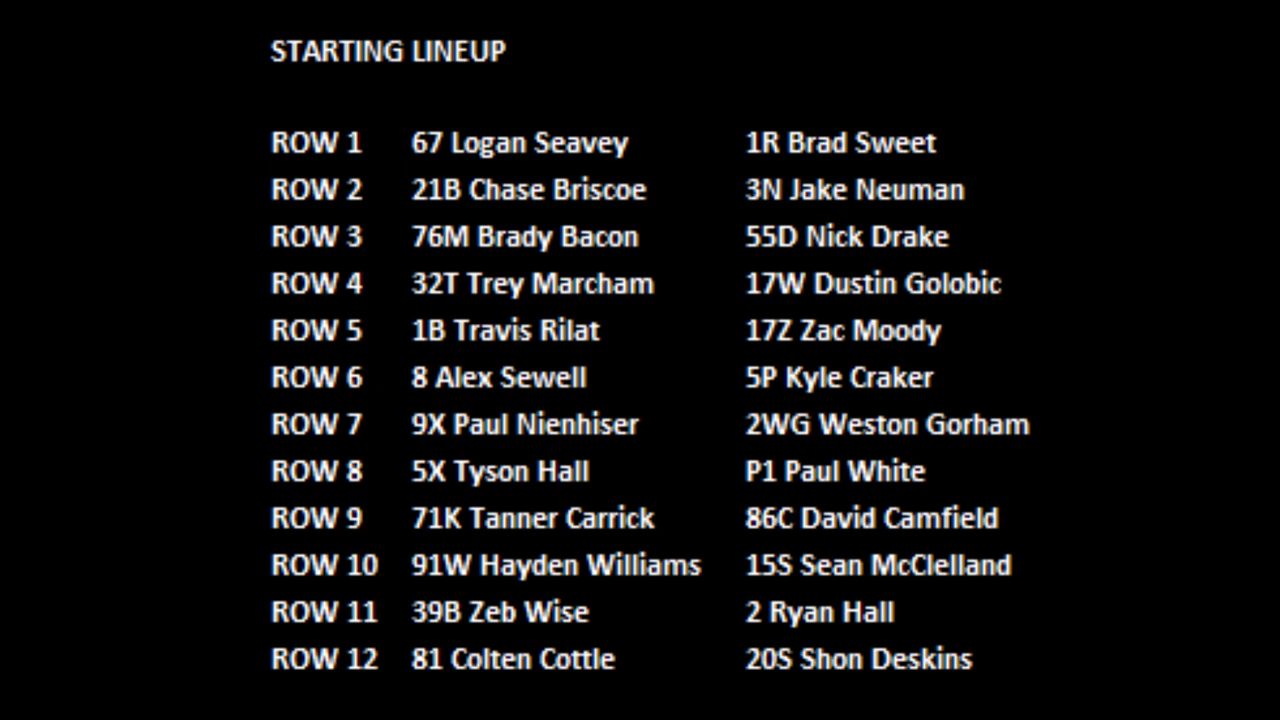 STARTING LINEUP
ROW 1 67 Logan Seavey 1R Brad Sweet
ROW 2 21B Chase Briscoe 3N Jake Neuman
ROW 3 76M Brady Bacon 55D Nick Drake
ROW 4 32T Trey Marcham 17W Dustin Golobic
ROW 5 1B Travis Rilat 17Z Zac Moody
ROW 6 8 Alex Sewell 5P Kyle Craker
ROW 7 9X Paul Nienhiser 2WG Weston Gorham
ROW 8 5X Tyson Hall P1 Paul White
ROW 9 71K Tanner Carrick 86C David Camfield
ROW 10 91W Hayden Williams 15S Sean McClelland
ROW 11 39B Zeb Wise 2 Ryan Hall
ROW 12 81 Colten Cottle 20S Shon Deskins